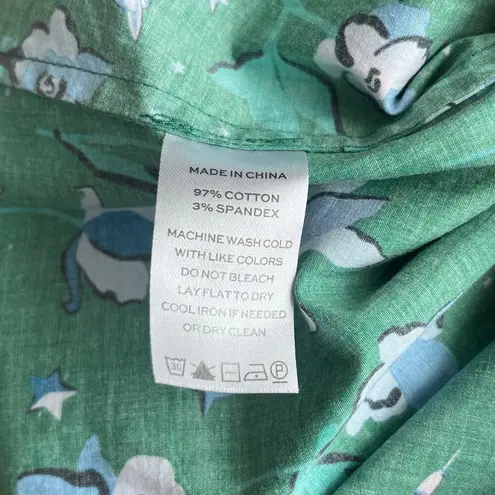 MADE IN CHINA
97% COTTON
3% SPANDEX
MACHINE WASH COLD
WITH LIKE COLORS
DO NOT BLEACH
LAY FLAT TO DRY
COOL IRON IF NEEDED
OR DRY CLEAN
30 P